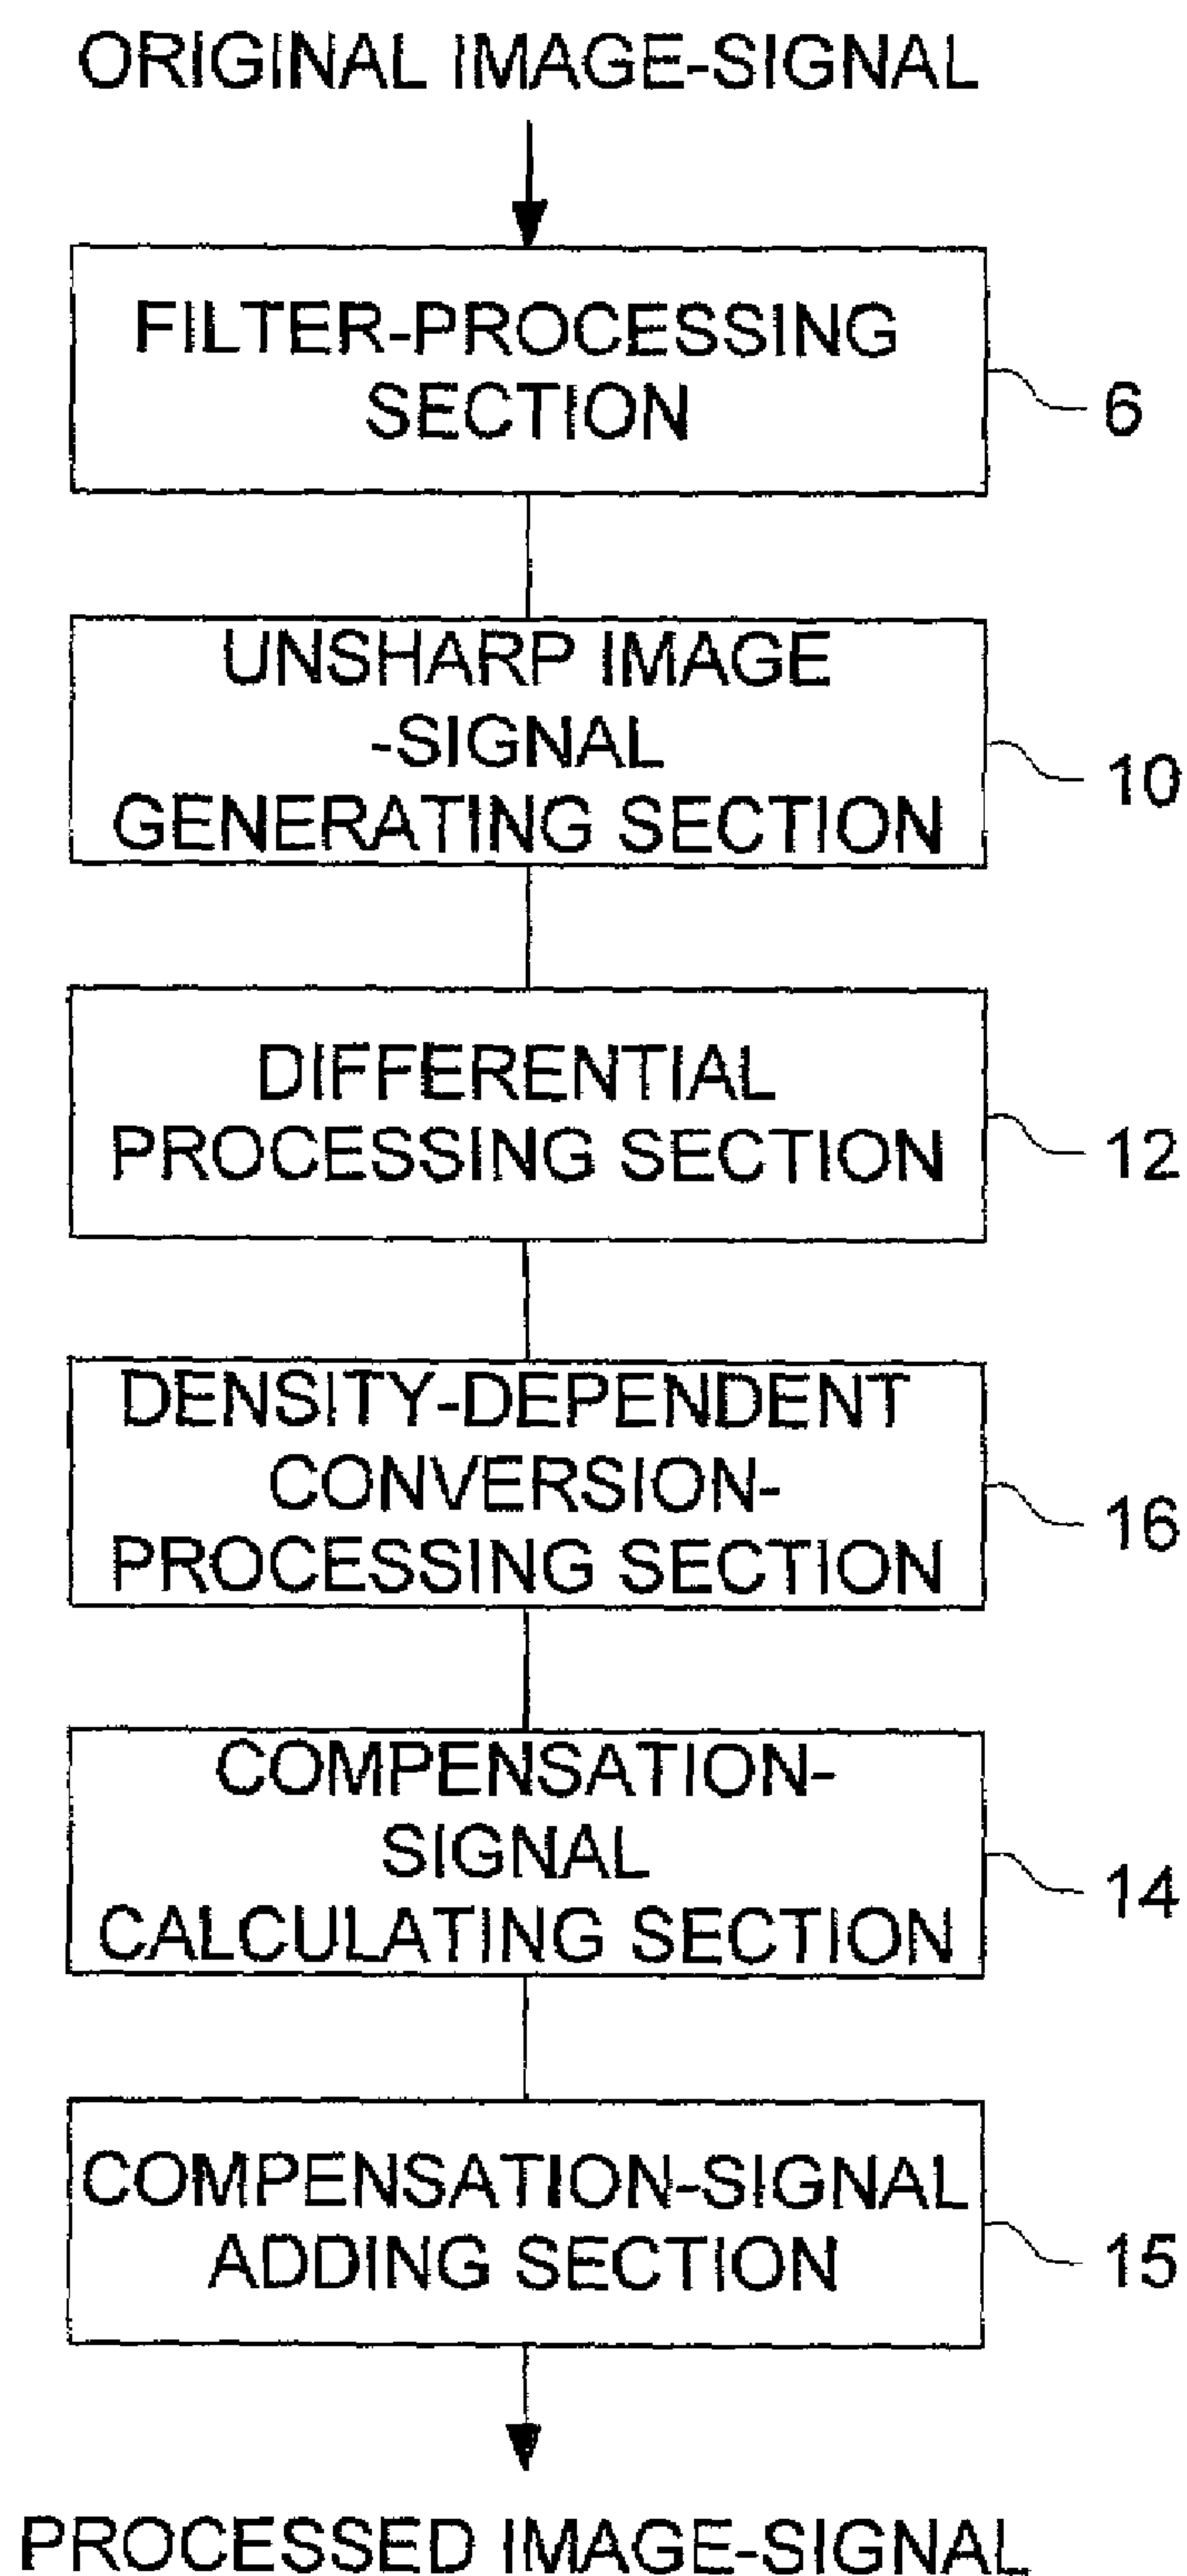 ORIGINAL IMAGE-SIGNAL
FILTER-PROCESSING
SECTION
6
UNSHARP IMAGE
-SIGNAL
GENERATING SECTION
10
DIFFERENTIAL
PROCESSING SECTION
12
DENSITY-DEPENDENT
CONVERSION-
PROCESSING SECTION
16
COMPENSATION-
SIGNAL
CALCULATING SECTION
14
COMPENSATION-SIGNAL
ADDING SECTION
15
PROCESSED IMAGE-SIGNAL